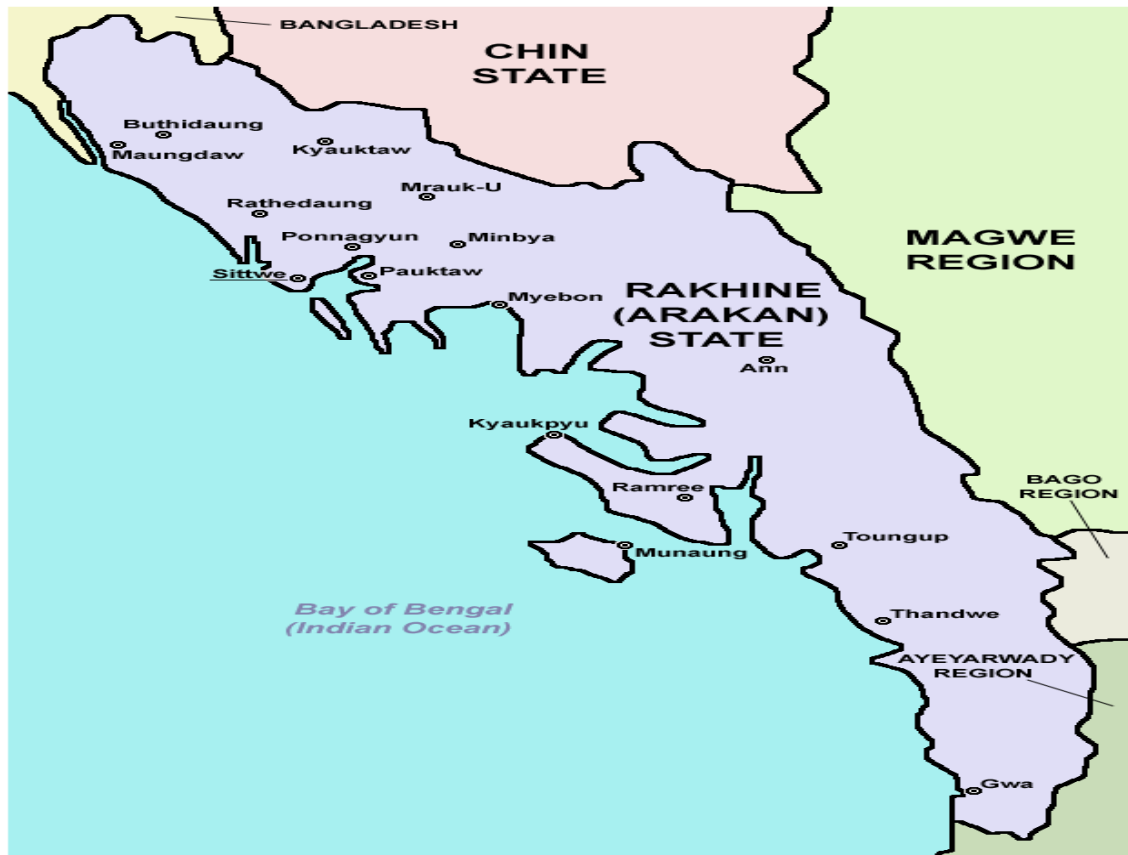 BANGLADESH
CHIN
STATE
Buthidaung
Maungdaw
Kyauktaw
Mrauk-U
Rathedaung
Ponnagyun
Minbya
MAGWE
REGION
Sittwe
Pauktaw
Myebon
RAKHINE
(ARAKAN)
STATE
Ann
Kyaukpyu
Ramree
BAGO
REGION
Toungup
Munaung
Bay of Bengal
(Indian Ocean)
Thandwe
AYEYARWADY
REGION
Gwa